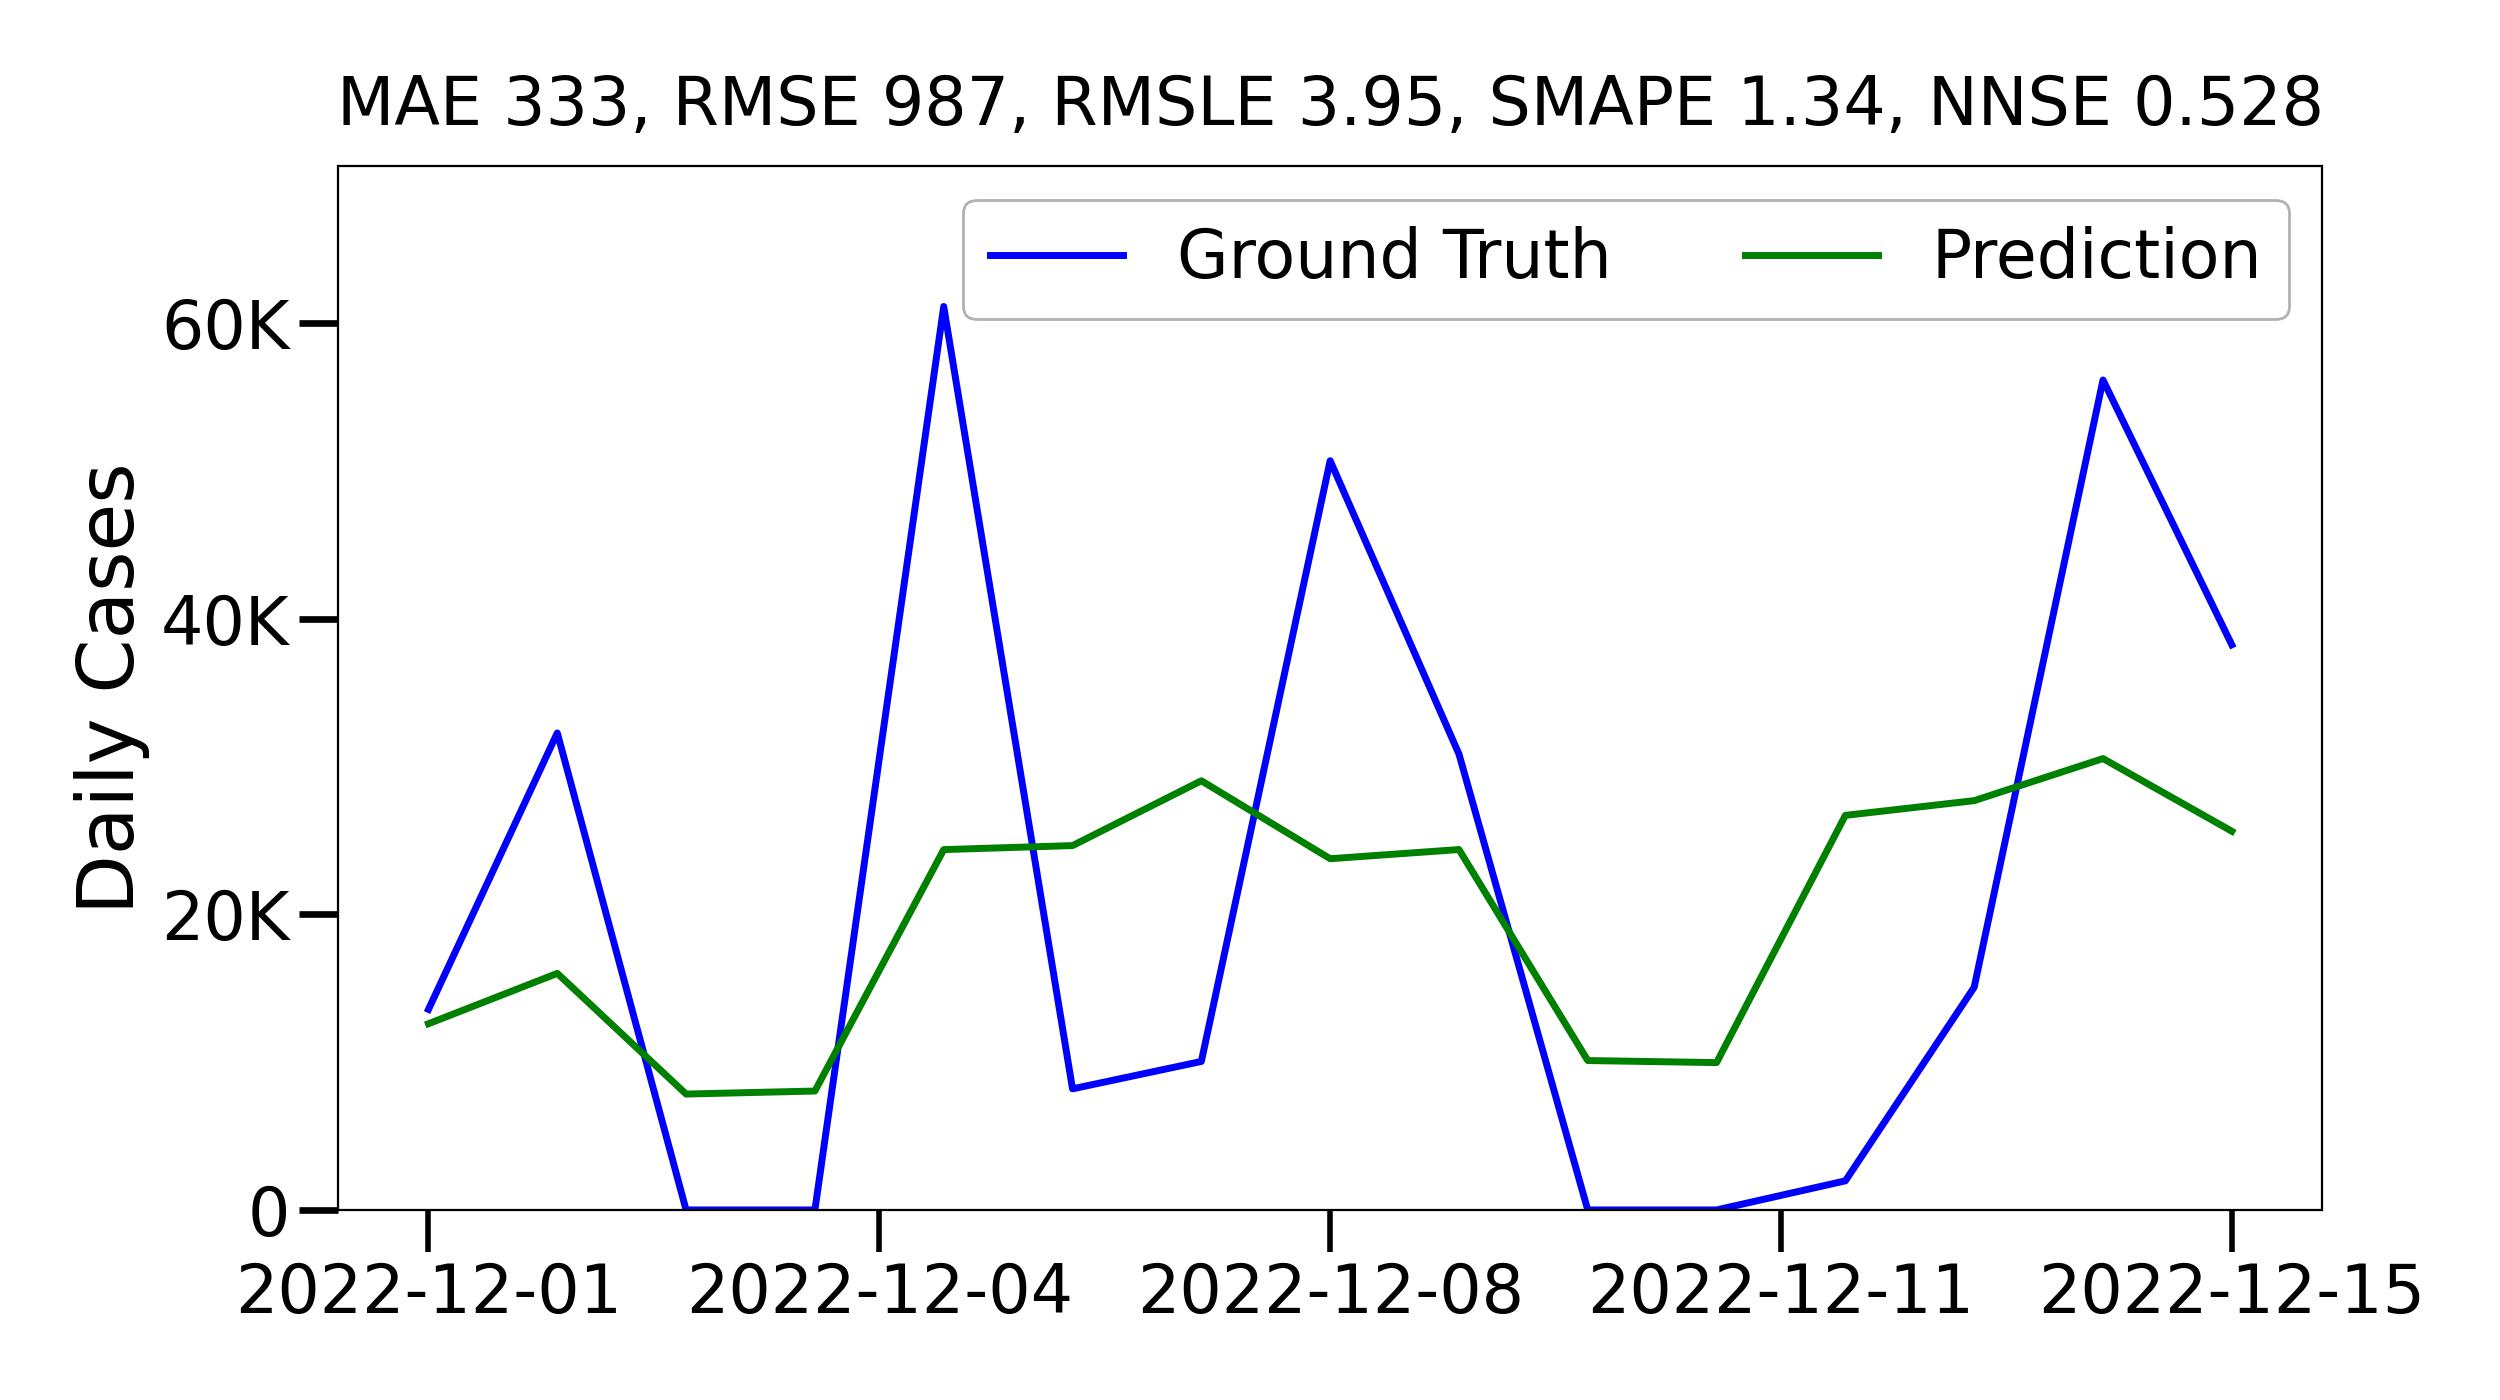 MAE 333, RMSE 987, RMSLE 3.95, SMAPE 1.34, NNSE 0.528
Ground Truth Prediction
Daily Cases
60K
40K
20K
0
2022-12-01 2022-12-04 2022-12-08 2022-12-11 2022-12-15